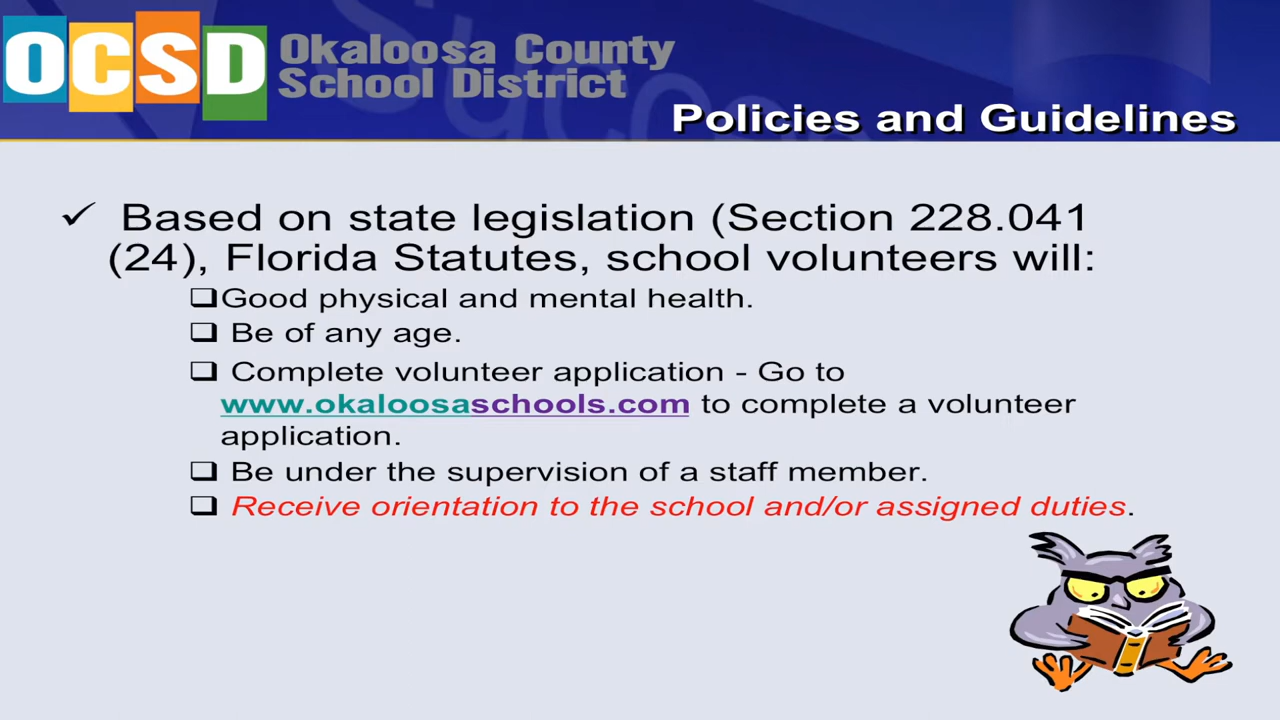 OCSD Okaloosa County
School District
Policies and Guidelines
✓ Based on state legislation (Section 228.041
(24), Florida Statutes, school volunteers will:
❑Good physical and mental health.
❑ Be of any age.
❑ Complete volunteer application - Go to
www.okaloosaschools.com to complete a volunteer
application.
❑ Be under the supervision of a staff member.
❑ Receive orientation to the school and/or assigned duties.